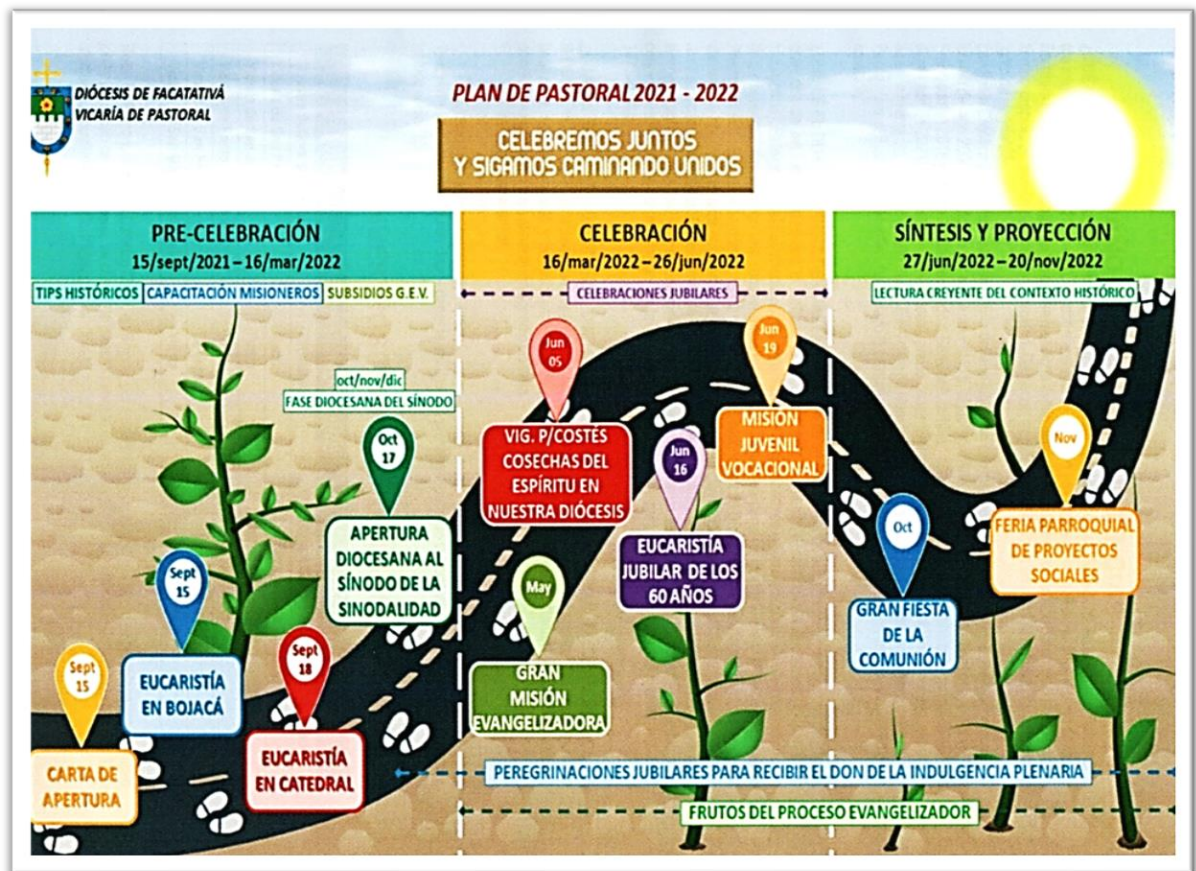 DIÓCESIS DE FACATATIVÁ
VICARÍA DE PASTORAL
PLAN DE PASTORAL 2021 - 2022
CELEBREMOS JUNTOS
Y SIGAMOS CAMINANDO UNIDOS
PRE-CELEBRACIÓN
15/sept/2021 – 16/mar/2022
TIPS HISTÓRICOS
CAPACITACIÓN MISIONEROS
SUBSIDIOS G.E.V.
CELEBRACIÓN
16/mar/2022 – 26/jun/2022
CELEBRACIONES JUBILARES
SÍNTESIS Y PROYECCIÓN
27/jun/2022 – 20/nov/2022
LECTURA CREYENTE DEL CONTEXTO HISTÓRICO
Sept
15
CARTA DE
APERTURA
Sept
15
EUCARISTÍA
EN BOJACÁ
Sept
18
EUCARISTÍA
EN CATEDRAL
oct/nov/dic
FASE DIOCESANA DEL SÍNODO
Oct
17
APERTURA
DIOCESANA AL
SÍNODO DE LA
SINODALIDAD
May
GRAN
MISIÓN
EVANGELIZADORA
Jun
05
VIG. P/COSTÉS
COSECHAS DEL
ESPÍRITU EN
NUESTRA DIÓCESIS
Jun
16
EUCARISTÍA
JUBILAR DE LOS
60 AÑOS
Jun
19
MISIÓN
JUVENIL
VOCACIONAL
Oct
GRAN FIESTA
DE LA
COMUNIÓN
Nov
FERIA PARROQUIAL
DE PROYECTOS
SOCIALES
PEREGRINACIONES JUBILARES PARA RECIBIR EL DON DE LA INDULGENCIA PLENARIA
FRUTOS DEL PROCESO EVANGELIZADOR